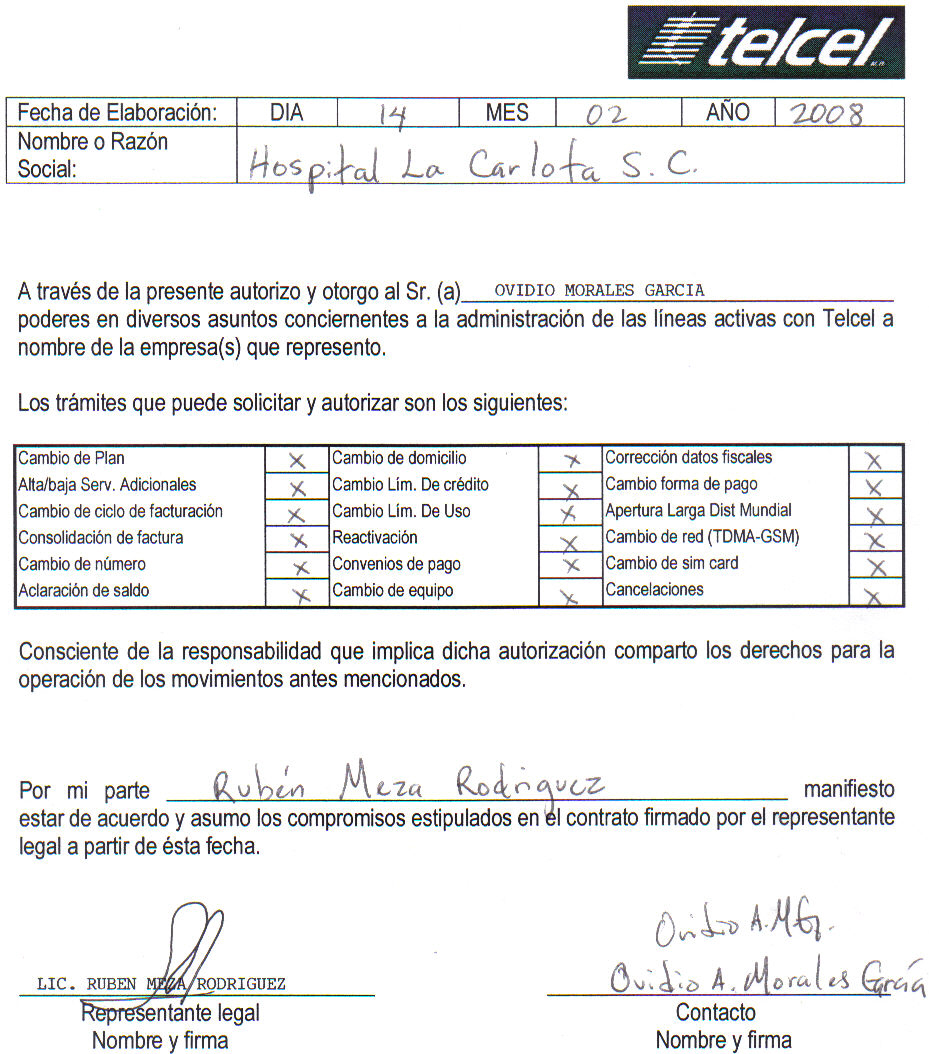 telcel
Fecha de Elaboración: DIA 14 MES 02 AÑO 2008
Nombre o Razón
Social: Hospital La Carlota S. C.
A través de la presente autorizo y otorgo al Sr. (a) OVIDIO MORALES GARCIA
poderes en diversos asuntos conciernentes a la administración de las líneas activas con Telcel a
nombre de la empresa(s) que represento.
Los trámites que puede solicitar y autorizar son los siguientes:
Cambio de Plan X Cambio de domicilio X Corrección datos fiscales X
Alta/baja Serv. Adicionales X Cambio Lím. De crédito X Cambio forma de pago X
Cambio de ciclo de facturación X Cambio Lím. De Uso X Apertura Larga Dist Mundial X
Consolidación de factura X Reactivación X Cambio de red (TDMA-GSM) X
Cambio de número X Convenios de pago X Cambio de sim card X
Aclaración de saldo X Cambio de equipo X Cancelaciones X
Consciente de la responsabilidad que implica dicha autorización comparto los derechos para la
operación de los movimientos antes mencionados.
Por mi parte Rubén Meza Rodriguez manifiesto
estar de acuerdo y asumo los compromisos estipulados en el contrato firmado por el representante
legal a partir de ésta fecha.
Ovidio A. MG
LIC. RUBEN MEZA RODRIGUEZ Ovidio A. Morales García
Representante legal Contacto
Nombre y firma Nombre y firma